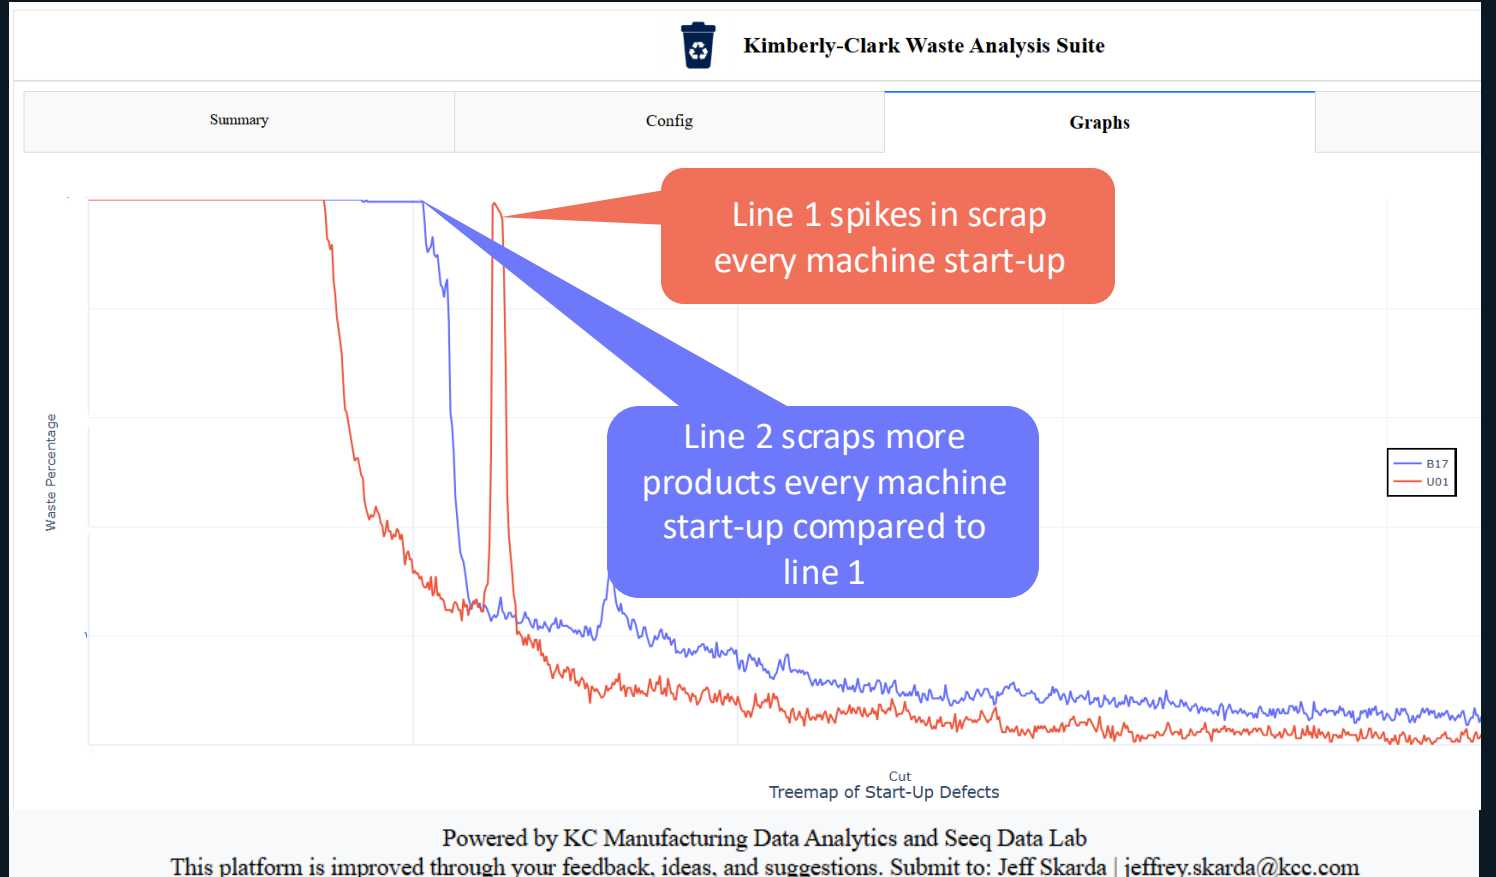 Kimberly-Clark Waste Analysis Suite
Summary
Config
Graphs
Line 1 spikes in scrap
every machine start-up
Line 2 scraps more
products every machine
start-up compared to
line 1
Waste Percentage
B17
U01
Cut
Treemap of Start-Up Defects
Powered by KC Manufacturing Data Analytics and Seeq Data Lab
This platform is improved through your feedback, ideas, and suggestions. Submit to: Jeff Skarda | jeffrey.skarda@kcc.com